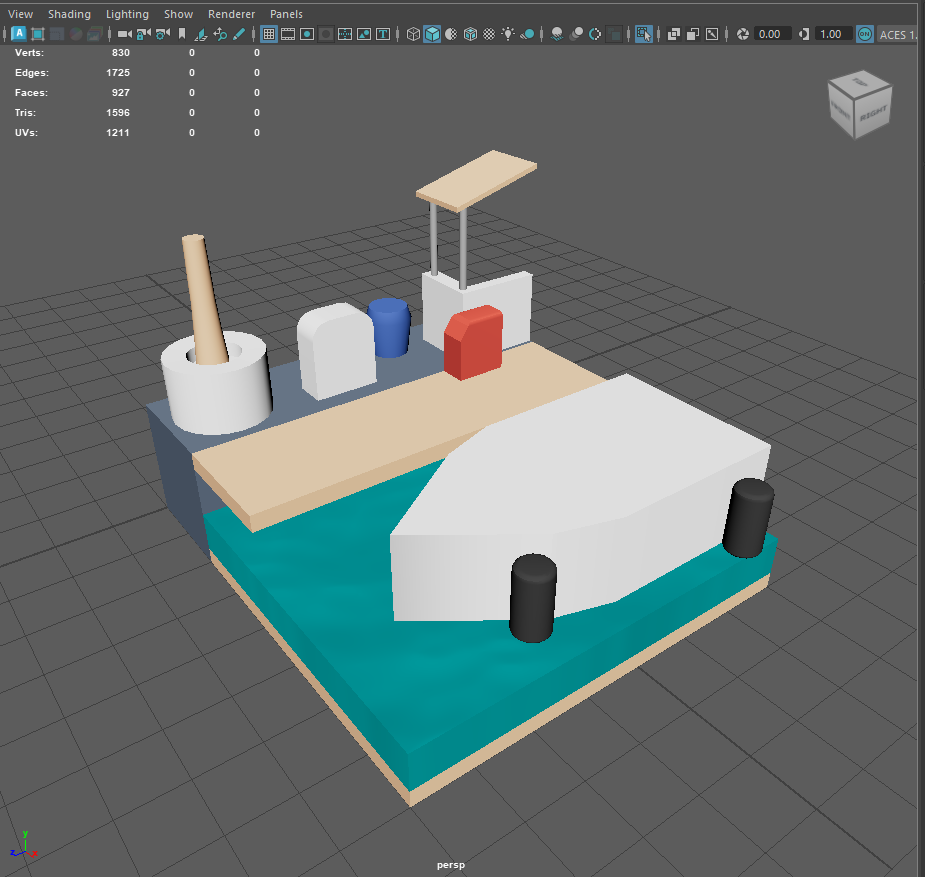 View Shading Lighting Show Renderer Panels
0.00 1.00 ON ACES 1.
Verts: 830 0 0
Edges: 1725 0 0
Faces: 927 0 0
Tris: 1596 0 0
UVs: 1211 0 0
TOP
RIGHT
y
z x
persp